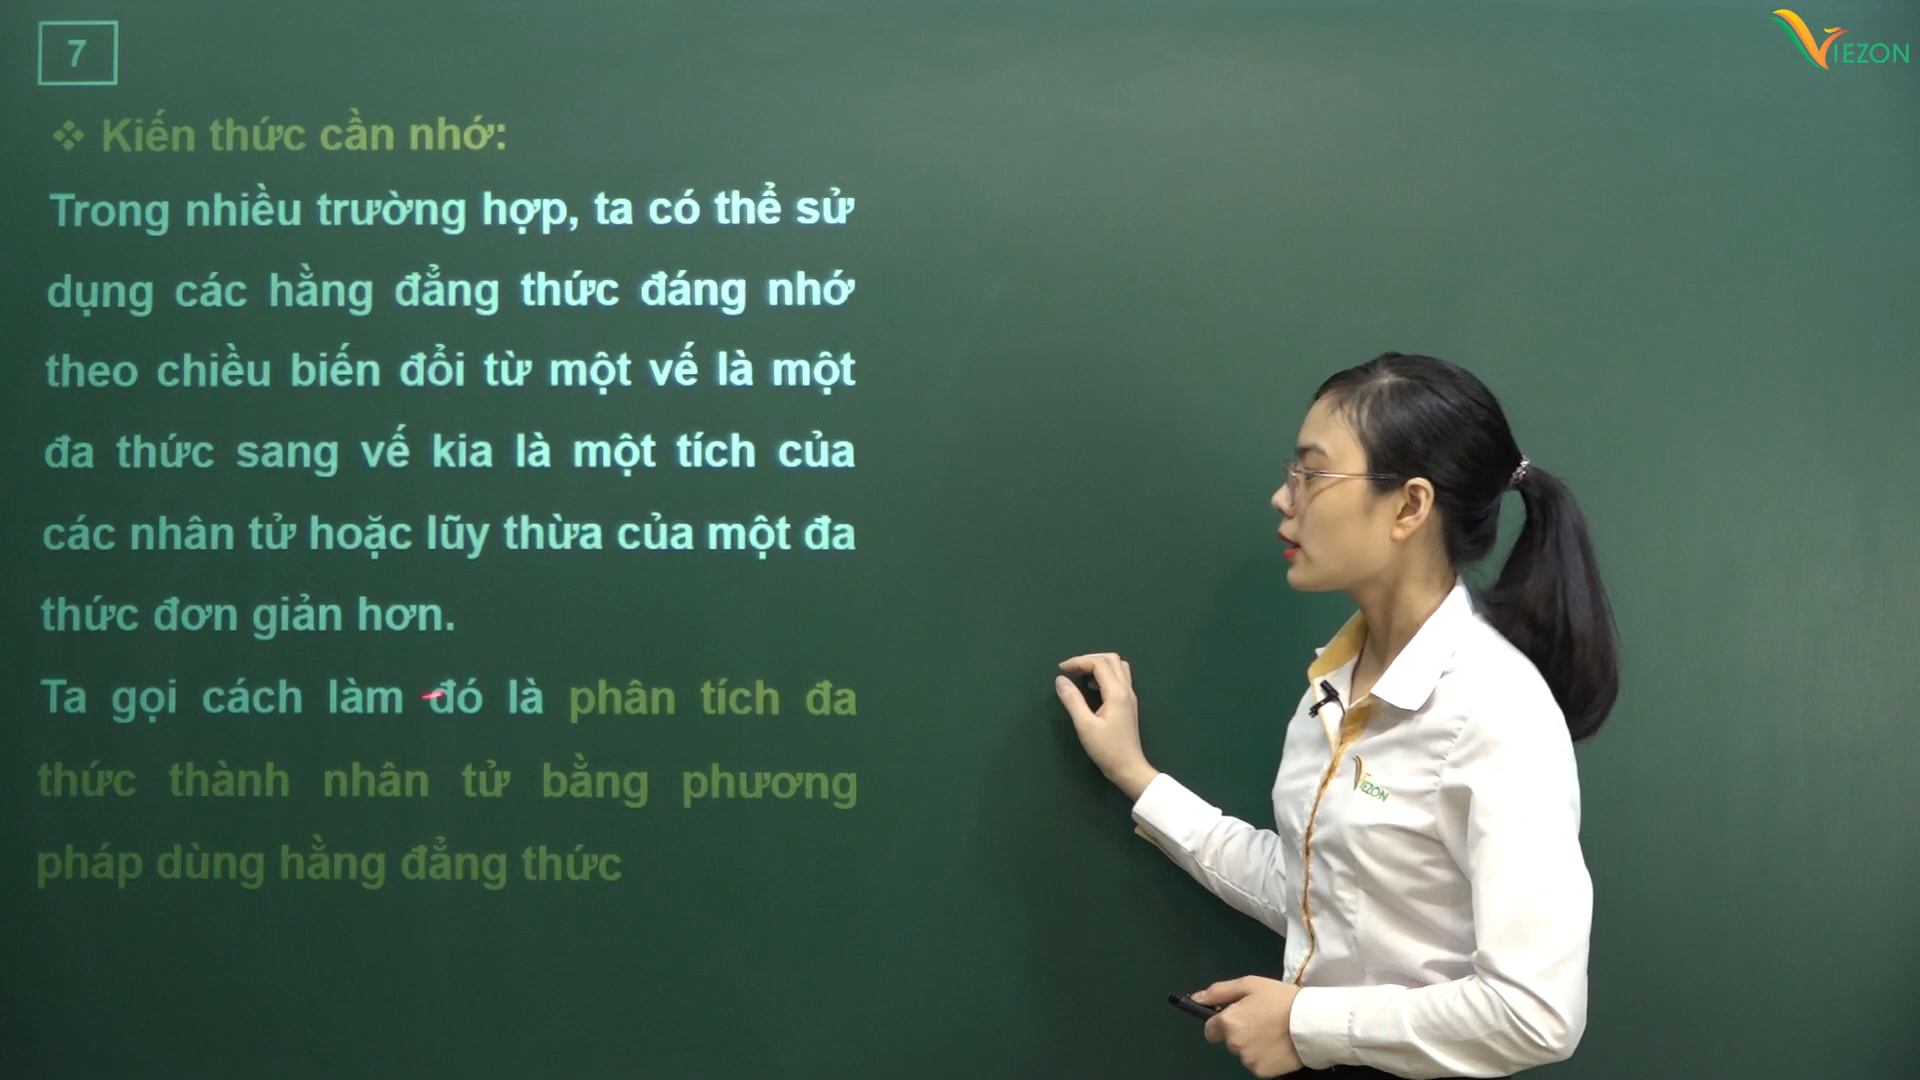 7
VIEZON
❖ Kiến thức cần nhớ:
Trong nhiều trường hợp, ta có thể sử
dụng các hằng đẳng thức đáng nhớ
theo chiều biến đổi từ một vế là một
đa thức sang vế kia là một tích của
các nhân tử hoặc lũy thừa của một đa
thức đơn giản hơn.
Ta gọi cách làm đó là phân tích đa
thức thành nhân tử bằng phương
pháp dùng hằng đẳng thức
VIEZON